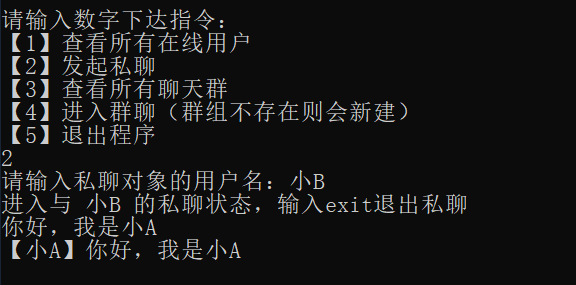 请输入数字下达指令:
【1】查看所有在线用户
【2】发起私聊
【3】查看所有聊天群
【4】进入群聊（群组不存在则会新建）
【5】退出程序
2
请输入私聊对象的用户名：小B
进入与 小B 的私聊状态，输入exit退出私聊
你好，我是小A
【小A】你好，我是小A